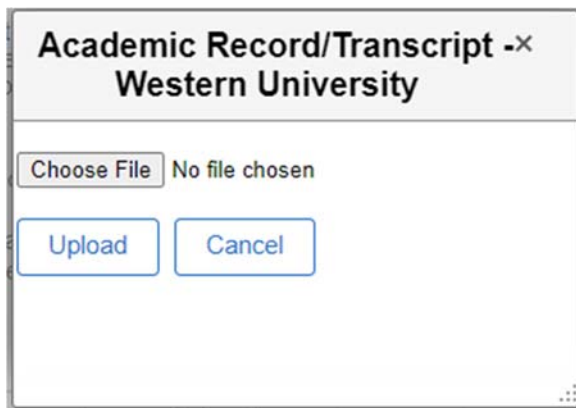 Academic Record/Transcript -×
Western University
Choose File No file chosen
Upload Cancel